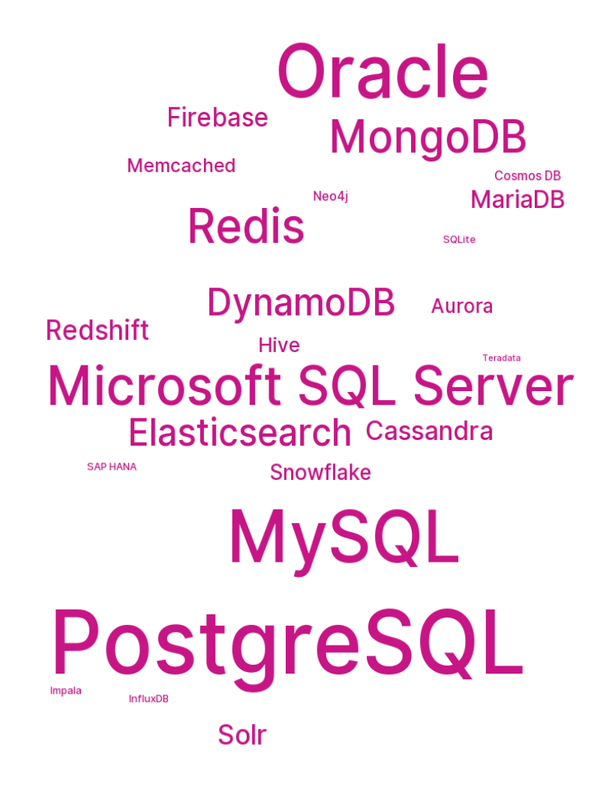 Oracle
Firebase
MongoDB
Memcached
Cosmos DB
Neo4j
MariaDB
Redis
SQLite
DynamoDB
Aurora
Redshift
Hive
Teradata
Microsoft SQL Server
Elasticsearch
Cassandra
SAP HANA
Snowflake
MySQL
PostgreSQL
Impala
InfluxDB
Solr